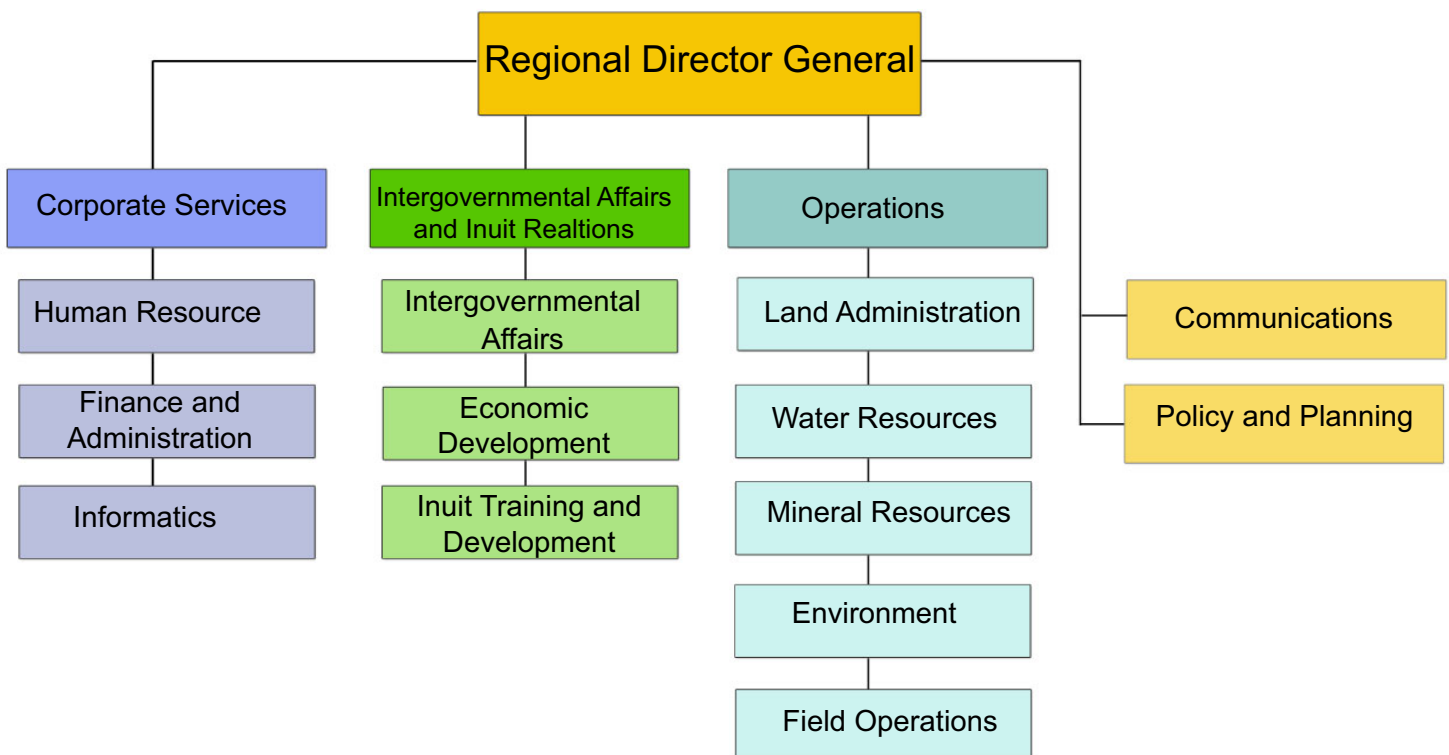 Regional Director General
Corporate Services
Human Resource
Finance and
Administration
Informatics
Intergovernmental Affairs
and Inuit Realtions
Intergovernmental
Affairs
Economic
Development
Inuit Training and
Development
Operations
Land Administration
Water Resources
Mineral Resources
Environment
Field Operations
Communications
Policy and Planning